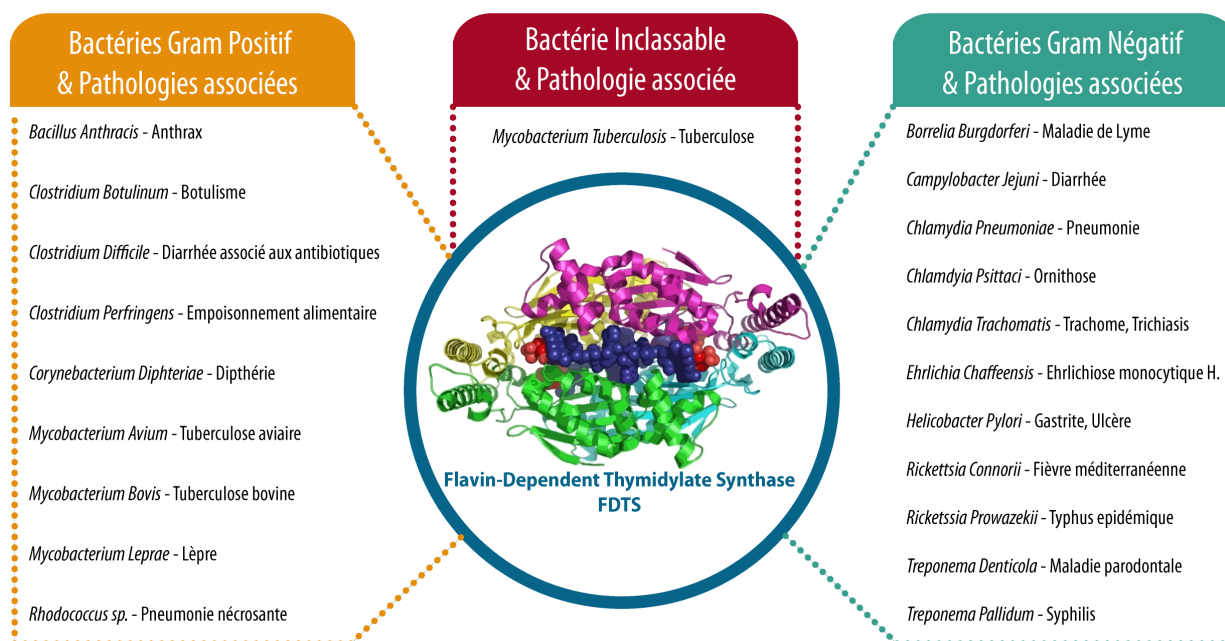 Bactéries Gram Positif
& Pathologies associées
Bacillus Anthracis - Anthrax
Clostridium Botulinum - Botulisme
Clostridium Difficile - Diarrhée associé aux antibiotiques
Clostridium Perfringens - Empoisonnement alimentaire
Corynebacterium Diphteriae - Dipthérie
Mycobacterium Avium - Tuberculose aviaire
Mycobacterium Bovis - Tuberculose bovine
Mycobacterium Leprae - Lèpre
Rhodococcus sp. - Pneumonie nécrosante
Bactérie Inclassable
& Pathologie associée
Mycobacterium Tuberculosis - Tuberculose
Flavin-Dependent Thymidylate Synthase
FDTS
Bactéries Gram Négatif
& Pathologies associées
Borrelia Burgdorferi - Maladie de Lyme
Campylobacter Jejuni - Diarrhée
Chlamydia Pneumoniae - Pneumonie
Chlamdyia Psittaci - Ornithose
Chlamydia Trachomatis - Trachome, Trichiasis
Ehrlichia Chaffeensis - Ehrlichiose monocytique H.
Helicobacter Pylori - Gastrite, Ulcère
Rickettsia Connorii - Fièvre méditerranéenne
Ricketssia Prowazekii - Typhus epidémique
Treponema Denticola - Maladie parodontale
Treponema Pallidum - Syphilis